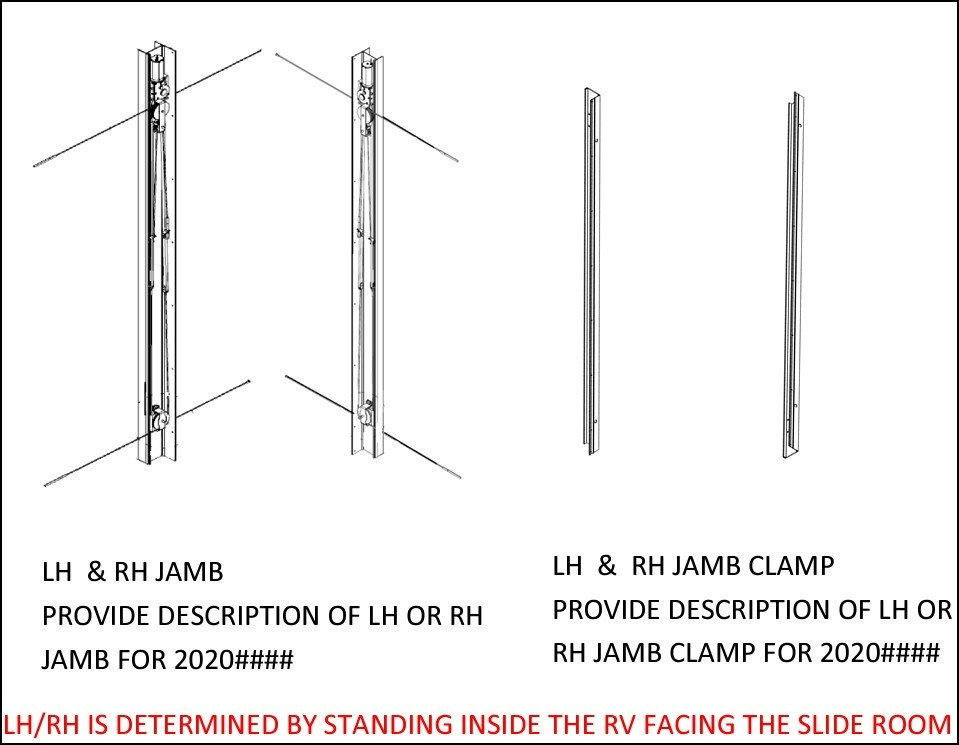 LH & RH JAMB
PROVIDE DESCRIPTION OF LH OR RH
JAMB FOR 2020####
LH & RH JAMB CLAMP
PROVIDE DESCRIPTION OF LH OR
RH JAMB CLAMP FOR 2020####
LH/RH IS DETERMINED BY STANDING INSIDE THE RV FACING THE SLIDE ROOM